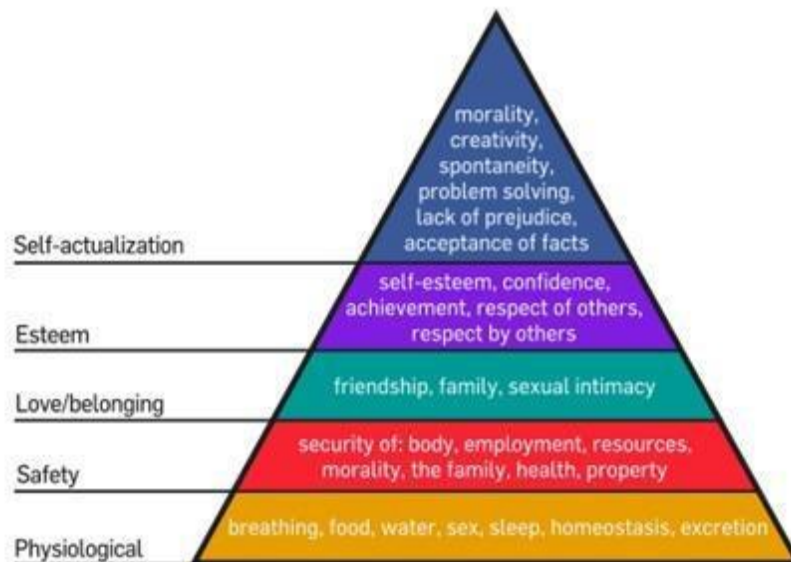 morality,
creativity,
spontaneity,
problem solving,
lack of prejudice,
acceptance of facts
Self-actualization
self-esteem, confidence,
achievement, respect of others,
respect by others
Esteem
friendship, family, sexual intimacy
Love/belonging
security of: body, employment, resources,
morality, the family, health, property
Safety
breathing, food, water, sex, sleep, homeostasis, excretion
Physiological